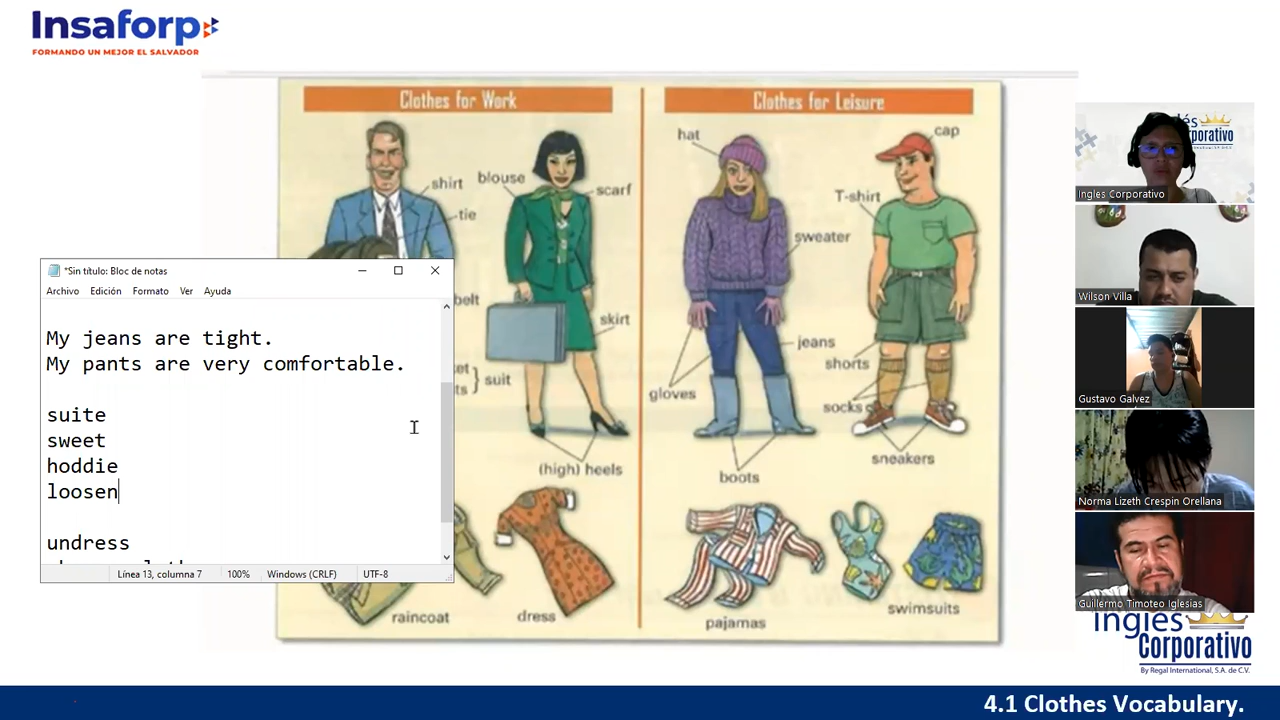 Insaforp
FORMANDO UN MEJOR EL SALVADOR
Clothes for Work
Clothes for Leisure
shirt
tie
blouse
scarf
belt
skirt
suit
(high) heels
raincoat
dress
hat
cap
T-shirt
sweater
jeans
shorts
gloves
socks
sneakers
boots
pajamas
swimsuits
*Sin título: Bloc de notas
Archivo Edición Formato Ver Ayuda
My jeans are tight.
My pants are very comfortable.
suite
sweet
hoddie
loosen
undress
Línea 13, columna 7 100% Windows (CRLF) UTF-8
Ingles Corporativo
Wilson Villa
Gustavo Galvez
Norma Lizeth Crespin Orellana
Guillermo Timoteo Iglesias
Inglés
Corporativo
By Regal International, S.A. de C.V.
4.1 Clothes Vocabulary.